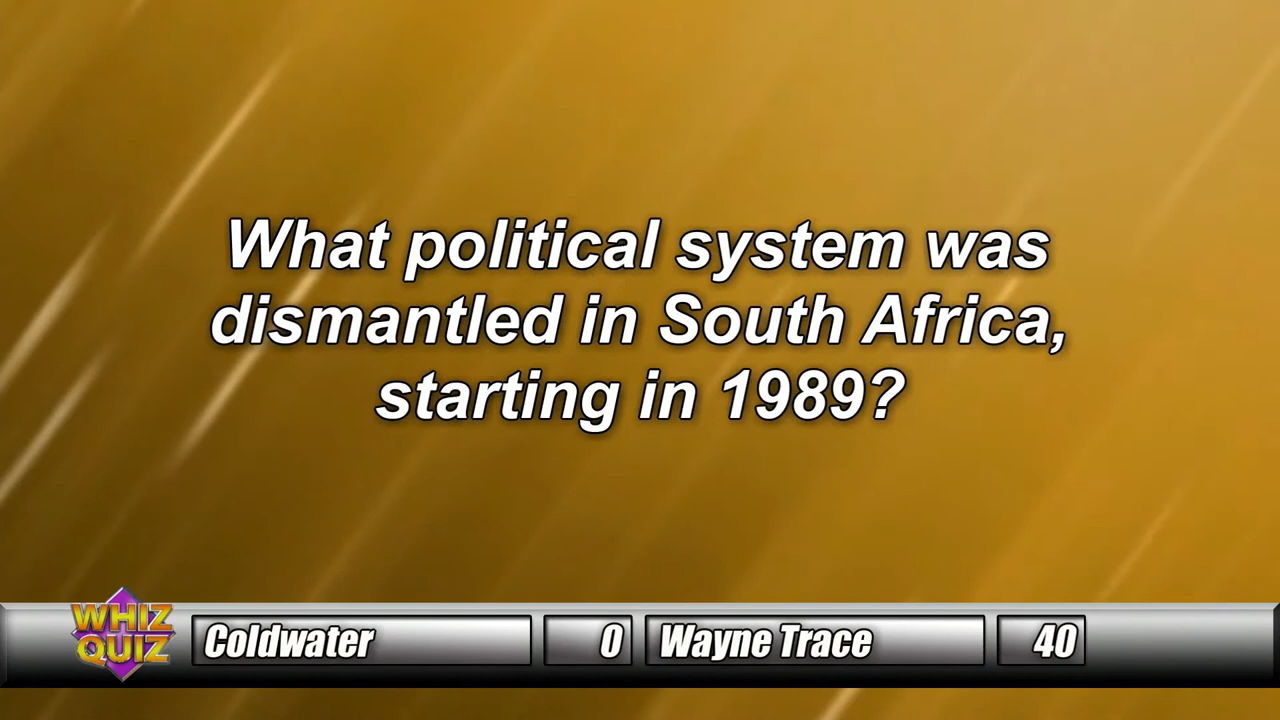 What political system was
dismantled in South Africa,
starting in 1989?
WHIZ
QUIZ
Coldwater 0 Wayne Trace 40